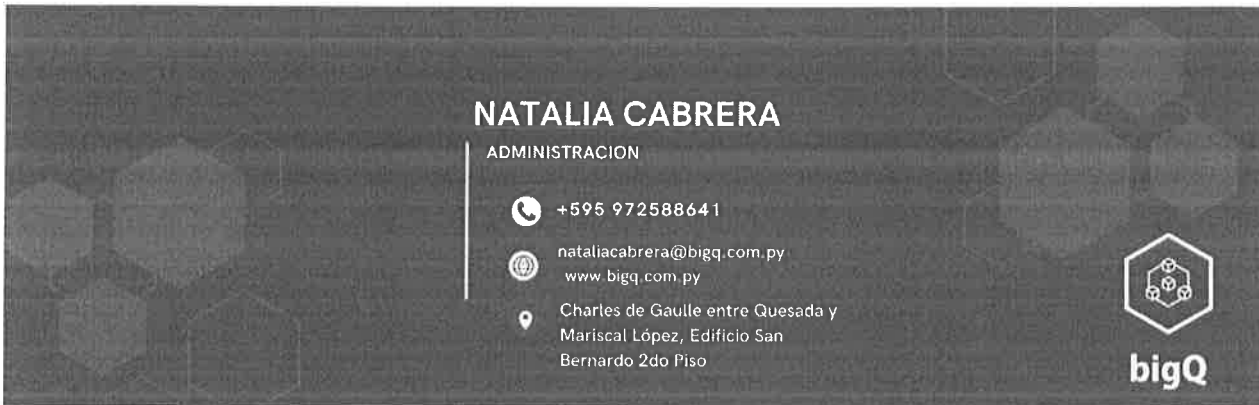 NATALIA CABRERA
ADMINISTRACION
+595 972588641
nataliacabrera@bigq.com.py
www.bigq.com.py
Charles de Gaulle entre Quesada y
Mariscal López, Edificio San
Bernardo 2do Piso
bigQ